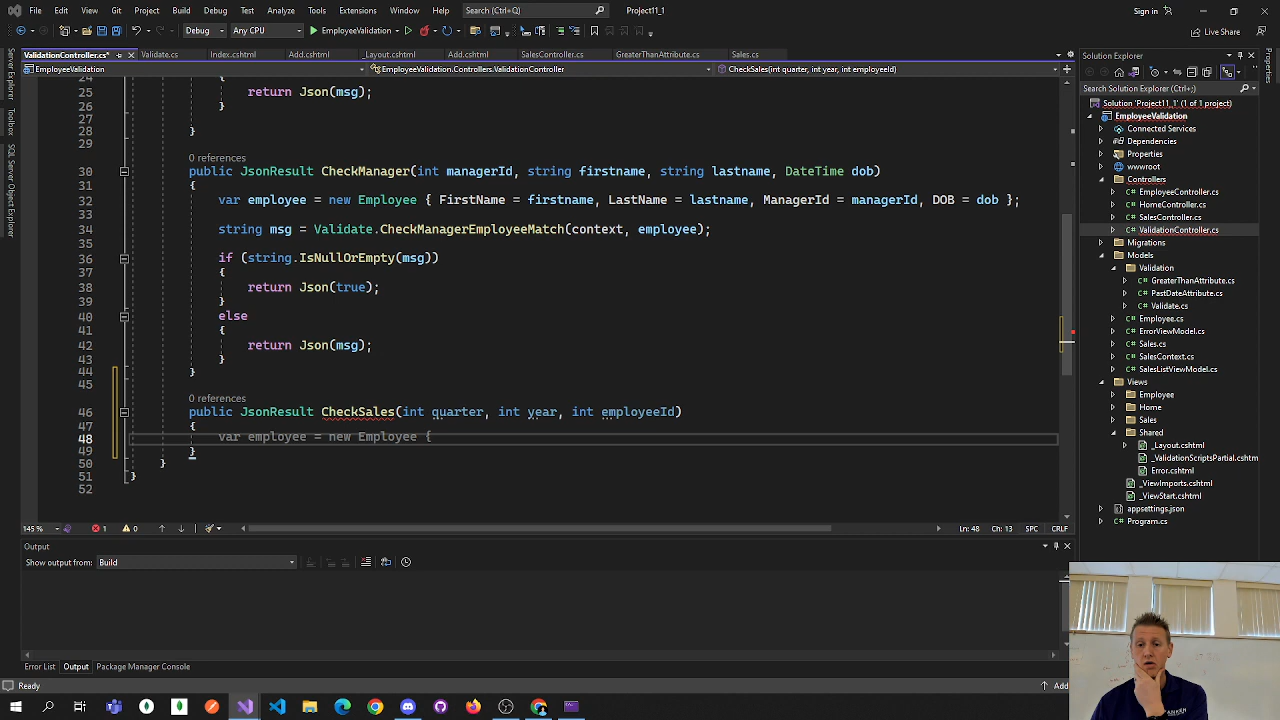 File Edit View Git Project Build Debug Test Analyze Tools Extensions Window Help Search (Ctrl+Q) Project11_1 Sign in
Debug Any CPU EmployeeValidation Live Share
ValidationController.cs* Validate.cs Index.cshtml Add.cshtml _Layout.cshtml Add.cshtml SalesController.cs GreaterThanAttribute.cs Sales.cs
EmployeeValidation EmployeeValidation.Controllers.ValidationController CheckSales(int quarter, int year, int employeeId)
Server Explorer
Toolbox
SQL Server Object Explorer
24 {
25 return Json(msg);
26 }
27
28 }
29
0 references
30 public JsonResult CheckManager(int managerId, string firstname, string lastname, DateTime dob)
31 {
32 var employee = new Employee { FirstName = firstname, LastName = lastname, ManagerId = managerId, DOB = dob };
33
34 string msg = Validate.CheckManagerEmployeeMatch(context, employee);
35
36 if (string.IsNullOrEmpty(msg))
37 {
38 return Json(true);
39 }
40 else
41 {
42 return Json(msg);
43 }
44 }
45
0 references
46 public JsonResult CheckSales(int quarter, int year, int employeeId)
47 {
48 var employee = new Employee {
49 }
50 }
51 }
52
145 % 1 0 Ln: 48 Ch: 13 SPC CRLF
Output
Show output from: Build
Error List Output Package Manager Console
Ready Add
Solution Explorer
Search Solution Explorer (Ctrl+;)
Solution 'Project11_1' (1 of 1 project)
EmployeeValidation
Connected Services
Dependencies
Properties
wwwroot
Controllers
EmployeeController.cs
HomeController.cs
SalesController.cs
ValidationController.cs
Migrations
Models
Validation
GreaterThanAttribute.cs
PastDateAttribute.cs
Validate.cs
Employee.cs
ErrorViewModel.cs
Sales.cs
SalesContext.cs
SalesListViewModel.cs
Views
Employee
Home
Sales
Shared
_Layout.cshtml
_ValidationScriptsPartial.cshtm
Error.cshtml
_ViewImports.cshtml
_ViewStart.cshtml
appsettings.json
Program.cs
Properties